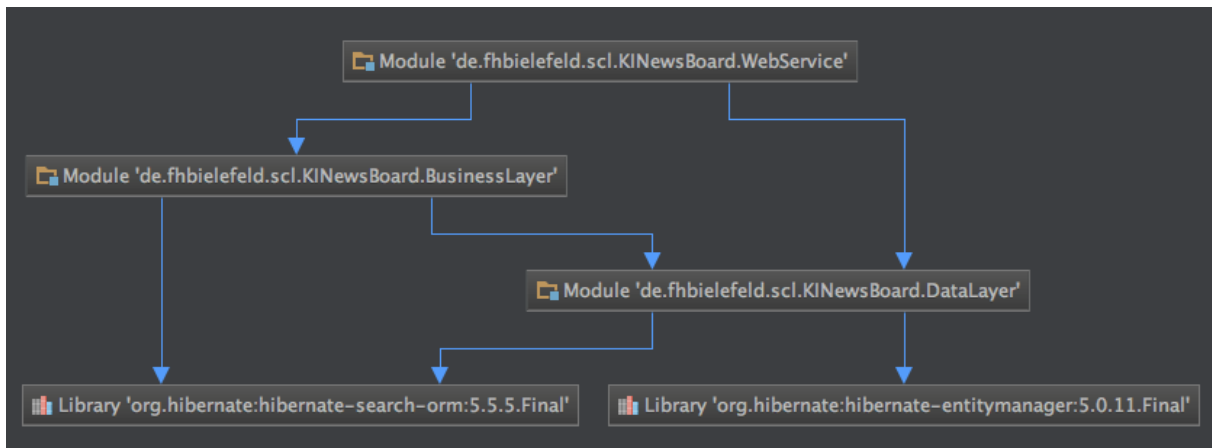 Module 'de.fhbielefeld.scl.KINewsBoard.WebService'
Module 'de.fhbielefeld.scl.KINewsBoard.BusinessLayer'
Module 'de.fhbielefeld.scl.KINewsBoard.DataLayer'
Library 'org.hibernate:hibernate-search-orm:5.5.5.Final'
Library 'org.hibernate:hibernate-entitymanager:5.0.11.Final'